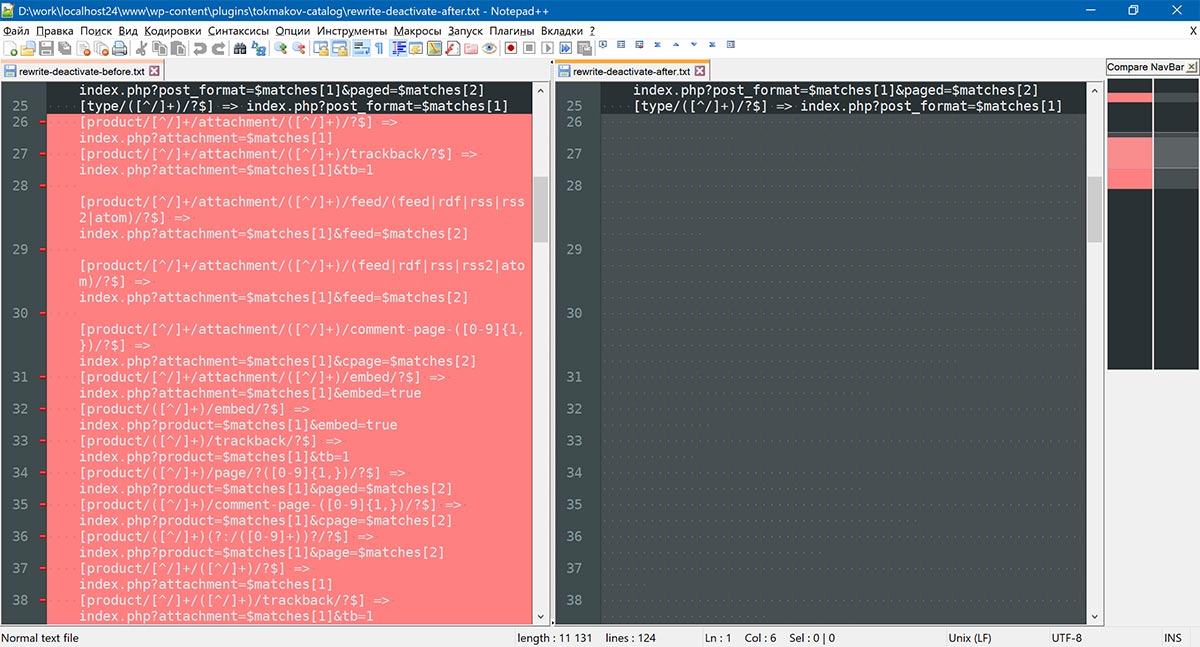 D:\work\localhost24\www\wp-content\plugins\tokmakov-catalog\rewrite-deactivate-after.txt - Notepad++
Файл Правка Поиск Вид Кодировки Синтаксисы Опции Инструменты Макросы Запуск Плагины Вкладки ? X
rewrite-deactivate-before.txt
index.php?post_format=$matches[1]&paged=$matches[2]
25 [type/([^/]+)/?$] => index.php?post_format=$matches[1]
26 [product/[^/]+/attachment/([^/]+)/?$] =>
index.php?attachment=$matches[1]
27 [product/[^/]+/attachment/([^/]+)/trackback/?$] =>
index.php?attachment=$matches[1]&tb=1
28
[product/[^/]+/attachment/([^/]+)/feed/(feed|rdf|rss|rss
2|atom)/?$] =>
index.php?attachment=$matches[1]&feed=$matches[2]
29
[product/[^/]+/attachment/([^/]+)/(feed|rdf|rss|rss2|ato
m)/?$] =>
index.php?attachment=$matches[1]&feed=$matches[2]
30
[product/[^/]+/attachment/([^/]+)/comment-page-([0-9]{1,
})/?$] =>
index.php?attachment=$matches[1]&cpage=$matches[2]
31 [product/[^/]+/attachment/([^/]+)/embed/?$] =>
index.php?attachment=$matches[1]&embed=true
32 [product/([^/]+)/embed/?$] =>
index.php?product=$matches[1]&embed=true
33 [product/([^/]+)/trackback/?$] =>
index.php?product=$matches[1]&tb=1
34 [product/([^/]+)/page/?([0-9]{1,})/?$] =>
index.php?product=$matches[1]&paged=$matches[2]
35 [product/([^/]+)/comment-page-([0-9]{1,})/?$] =>
index.php?product=$matches[1]&cpage=$matches[2]
36 [product/([^/]+)(?:/([0-9]+))?/?$] =>
index.php?product=$matches[1]&page=$matches[2]
37 [product/[^/]+/([^/]+)/?$] =>
index.php?attachment=$matches[1]
38 [product/[^/]+/([^/]+)/trackback/?$] =>
index.php?attachment=$matches[1]&tb=1
rewrite-deactivate-after.txt
index.php?post_format=$matches[1]&paged=$matches[2]
25 [type/([^/]+)/?$] => index.php?post_format=$matches[1]
26
27
28
29
30
31
32
33
34
35
36
37
38
Compare NavBar
Normal text file length : 11 131 lines : 124 Ln : 1 Col : 6 Sel : 0 | 0 Unix (LF) UTF-8 INS